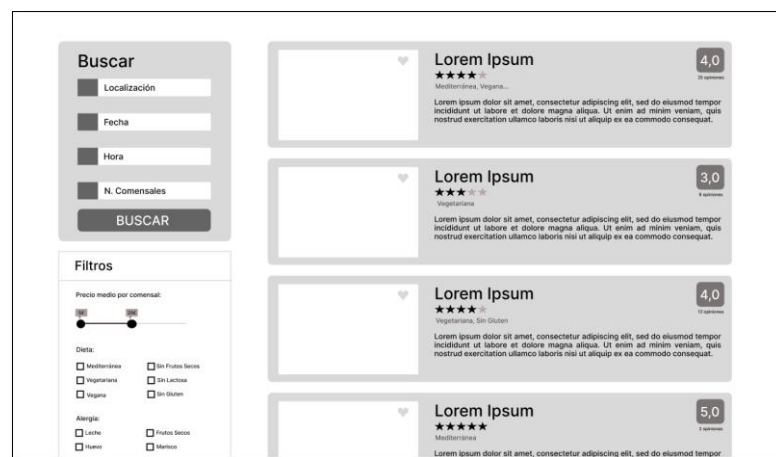 Buscar
Localización
Fecha
Hora
N. Comensales
BUSCAR
Filtros
Precio medio por comensal:
Dieta:
Mediterránea
Sin Frutos Secos
Vegetariana
Sin Lactosa
Vegana
Sin Gluten
Alergia:
Leche
Frutos Secos
Huevo
Marisco
Lorem Ipsum
4,0
25 opiniones
Mediterránea, Vegana...
Lorem ipsum dolor sit amet, consectetur adipiscing elit, sed do eiusmod tempor
incididunt ut labore et dolore magna aliqua. Ut enim ad minim veniam, quis
nostrud exercitation ullamco laboris nisi ut aliquip ex ea commodo consequat.
Lorem Ipsum
3,0
opiniones
Vegetariana
Lorem ipsum dolor sit amet, consectetur adipiscing elit, sed do eiusmod tempor
incididunt ut labore et dolore magna aliqua. Ut enim ad minim veniam, quis
nostrud exercitation ullamco laboris nisi ut aliquip ex ea commodo consequat.
Lorem Ipsum
4,0
opiniones
Vegetariana, Sin Gluten
Lorem ipsum dolor sit amet, consectetur adipiscing elit, sed do eiusmod tempor
incididunt ut labore et dolore magna aliqua. Ut enim ad minim veniam, quis
nostrud exercitation ullamco laboris nisi ut aliquip ex ea commodo consequat.
Lorem Ipsum
5,0
opiniones
Mediterránea
Lorem ipsum dolor sit amet, consectetur adipiscing elit, sed do eiusmod tempor